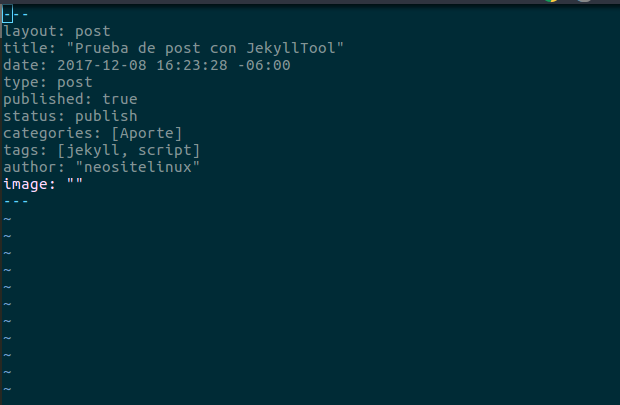 ---
layout: post
title: "Prueba de post con JekyllTool"
date: 2017-12-08 16:23:28 -06:00
type: post
published: true
status: publish
categories: [Aporte]
tags: [jekyll, script]
author: "neositelinux"
image: ""
---
~
~
~
~
~
~
~
~
~
~
~